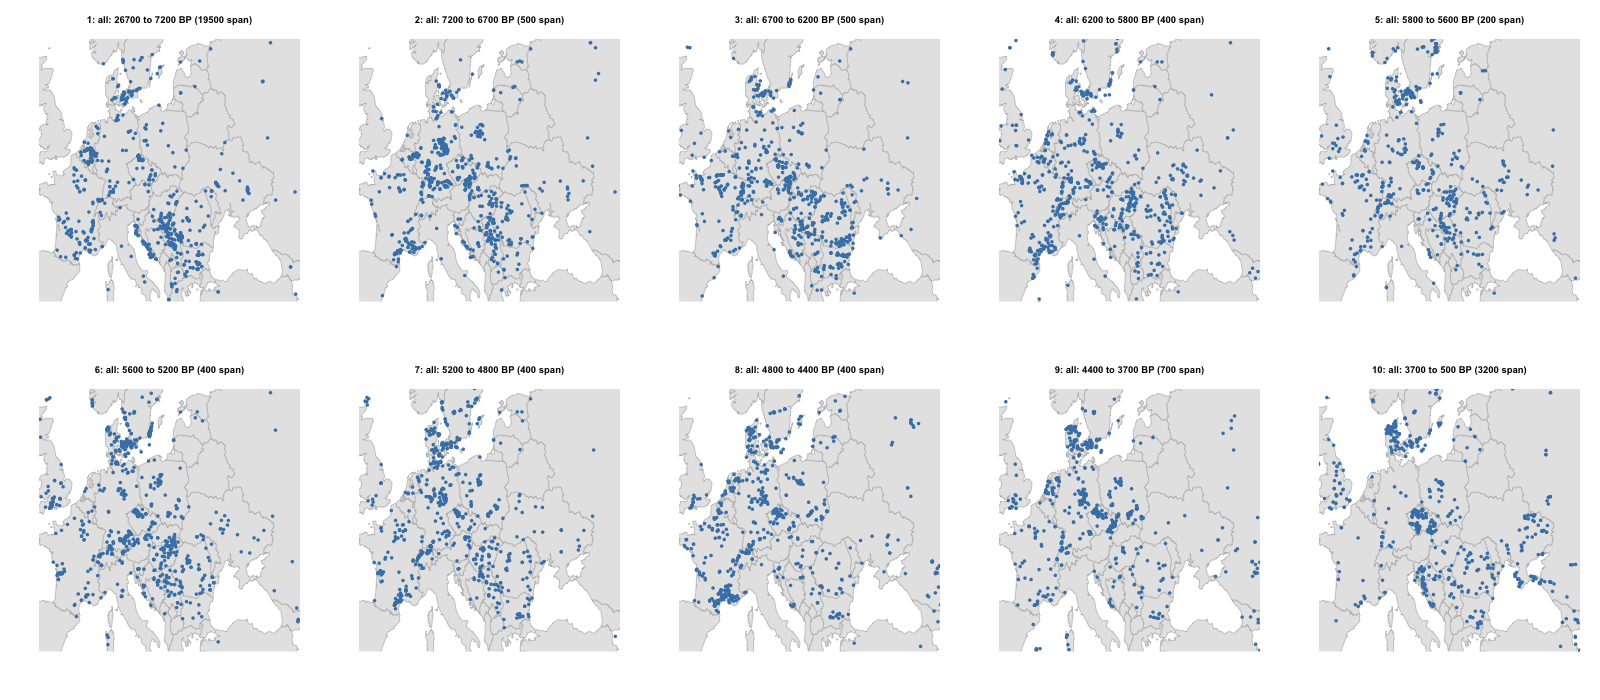 1: all: 26700 to 7200 BP (19500 span)
2: all: 7200 to 6700 BP (500 span)
3: all: 6700 to 6200 BP (500 span)
4: all: 6200 to 5800 BP (400 span)
5: all: 5800 to 5600 BP (200 span)
6: all: 5600 to 5200 BP (400 span)
7: all: 5200 to 4800 BP (400 span)
8: all: 4800 to 4400 BP (400 span)
9: all: 4400 to 3700 BP (700 span)
10: all: 3700 to 500 BP (3200 span)